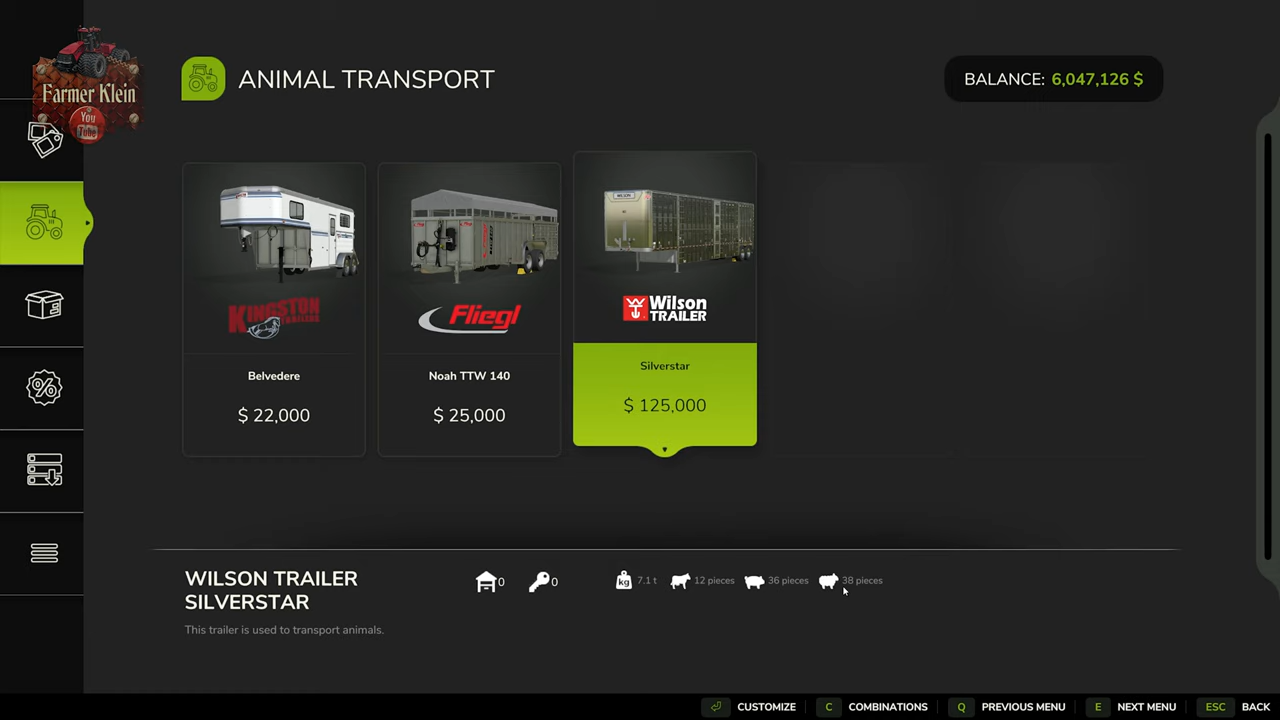 Farmer Klein
You
Tube
ANIMAL TRANSPORT
BALANCE: 6,047,126 $
KINGSTON
TRAILERS
Fliegl
Wilson
TRAILER
Belvedere
$ 22,000
Noah TTW 140
$ 25,000
Silverstar
$ 125,000
WILSON TRAILER
SILVERSTAR
0
0
kg 7.1 t
12 pieces
36 pieces
38 pieces
This trailer is used to transport animals.
CUSTOMIZE
C COMBINATIONS
Q PREVIOUS MENU
E NEXT MENU
ESC BACK